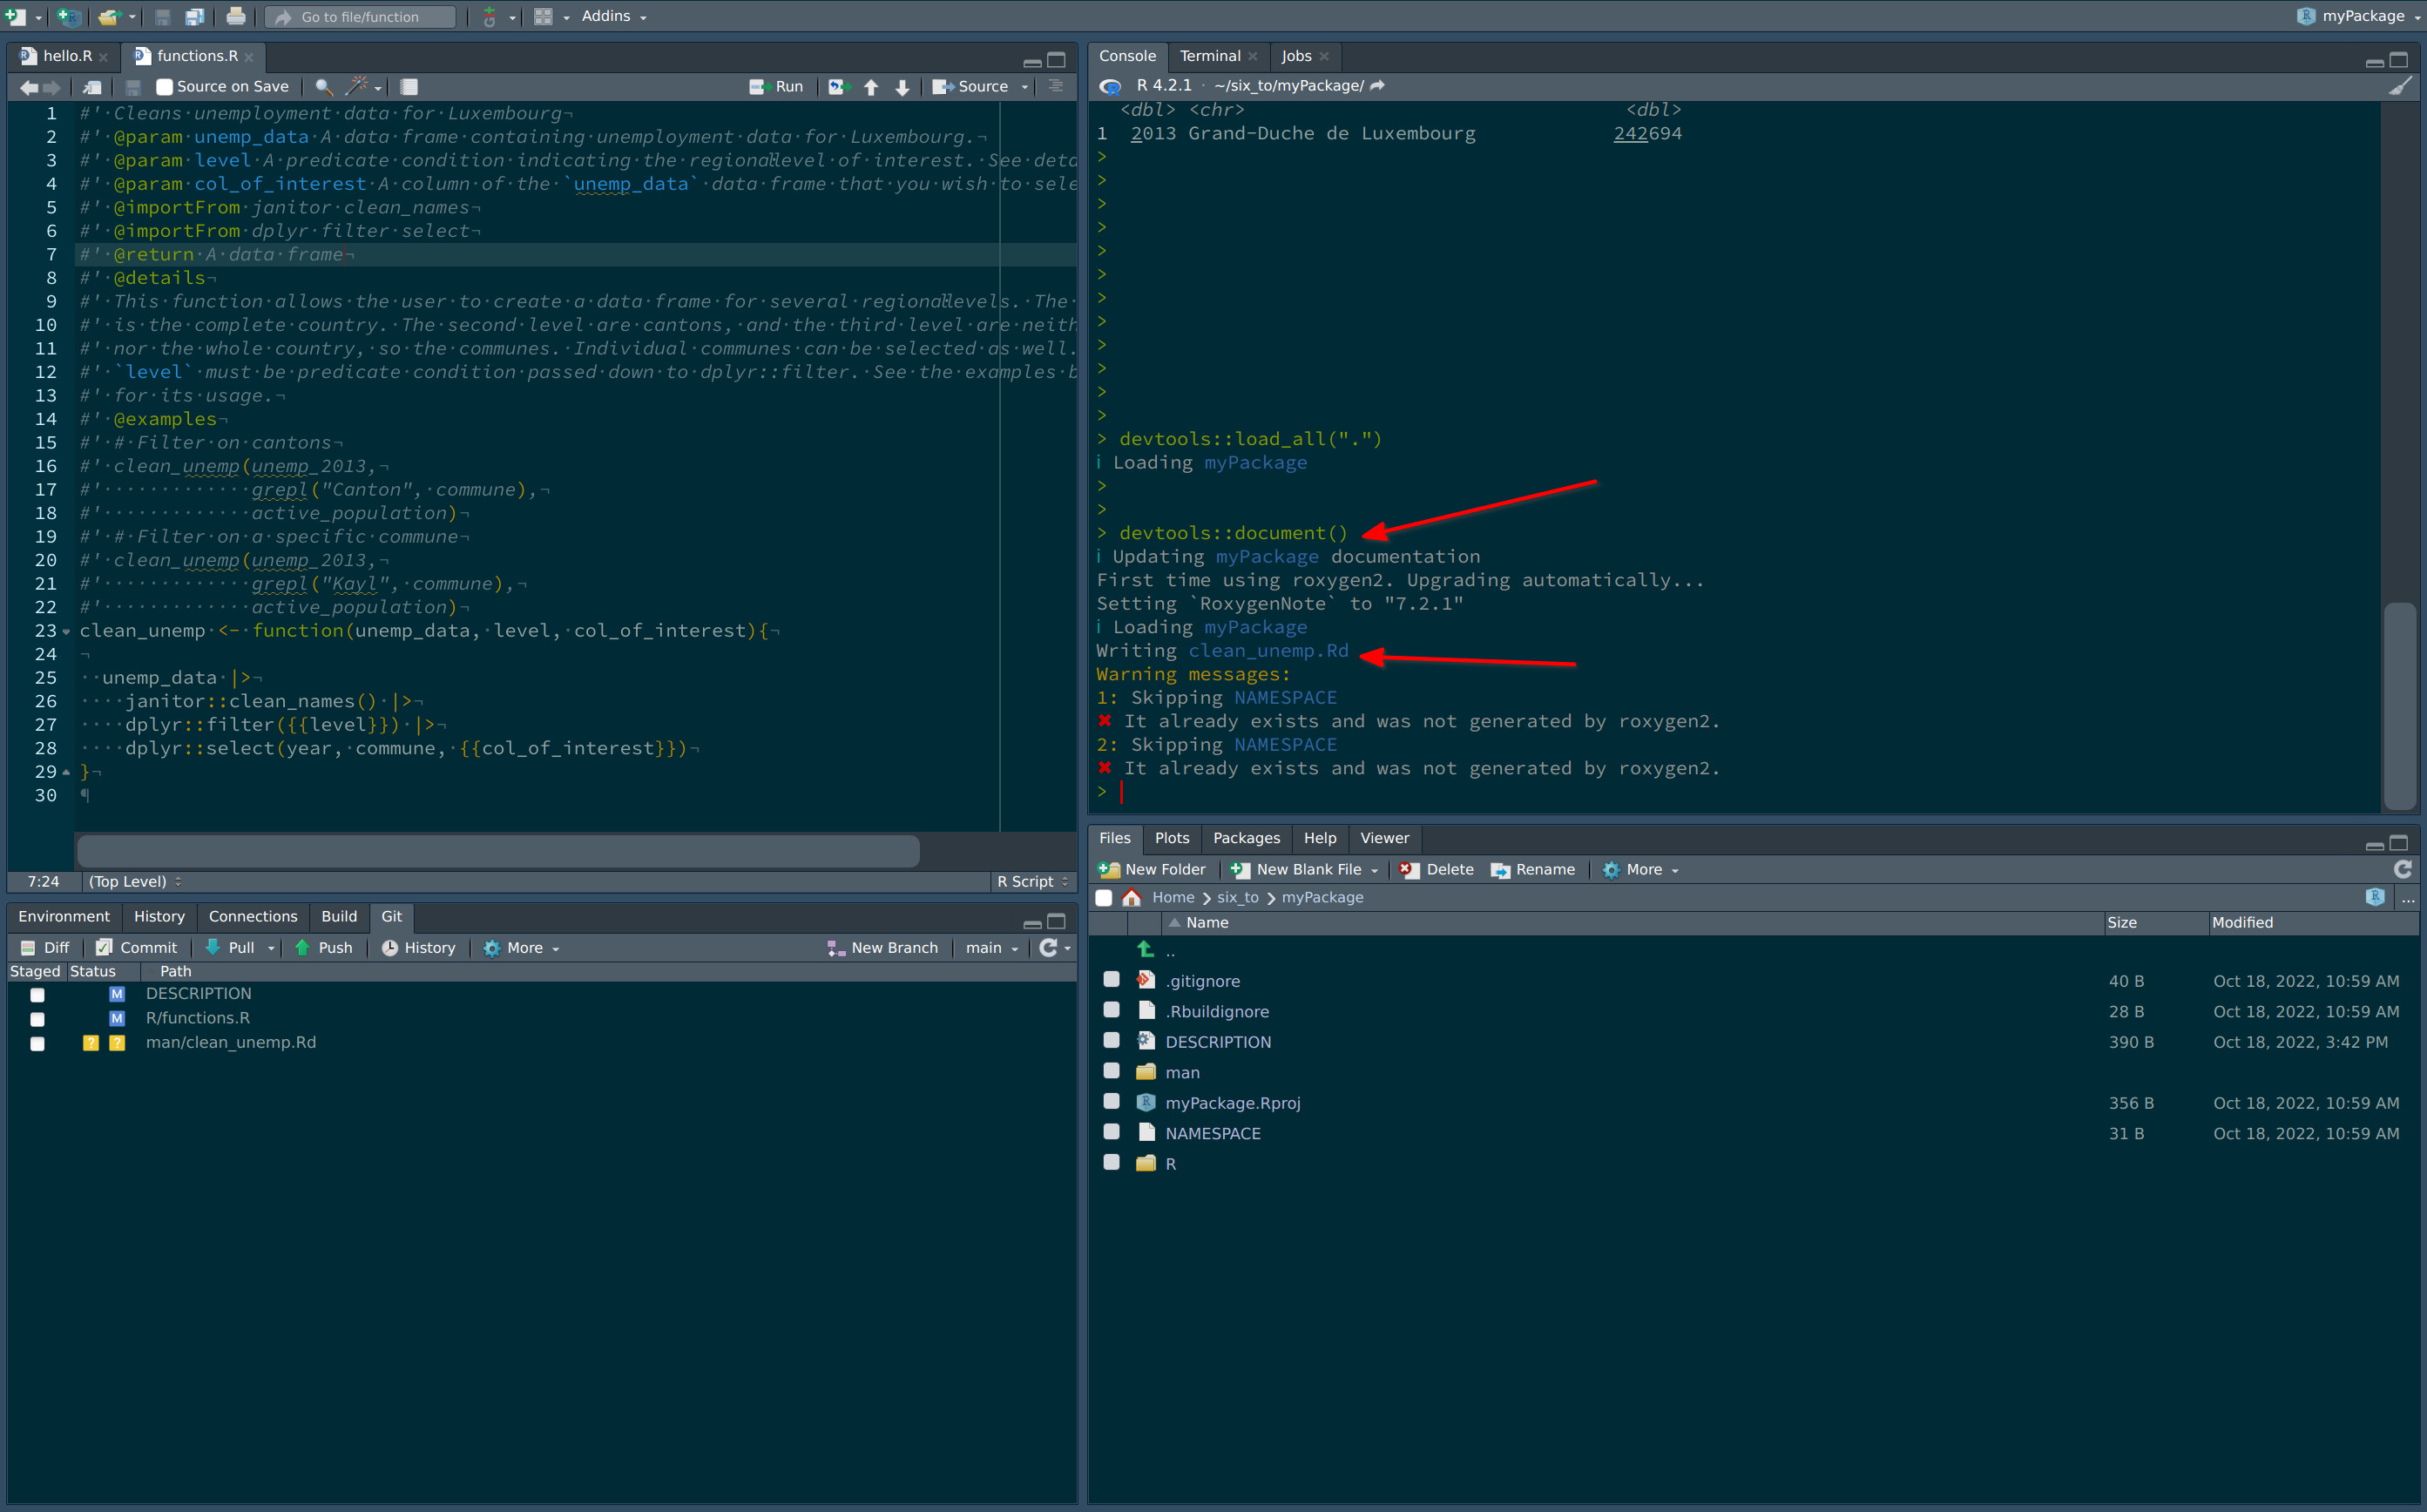 Go to file/function
Addins
myPackage
hello.R
functions.R
Source on Save
Run
Source
1 #' Cleans unemployment data for Luxembourg
2 #' @param unemp_data A data frame containing unemployment data for Luxembourg.
3 #' @param level A predicate condition indicating the regional level of interest. See deta
4 #' @param col_of_interest A column of the `unemp_data` data frame that you wish to sele
5 #' @importFrom janitor clean_names
6 #' @importFrom dplyr filter select
7 #' @return A data frame
8 #' @details
9 #' This function allows the user to create a data frame for several regional levels. The
10 #' is the complete country. The second level are cantons, and the third level are neith
11 #' nor the whole country, so the communes. Individual communes can be selected as well.
12 #' `level` must be predicate condition passed down to dplyr::filter. See the examples b
13 #' for its usage.
14 #' @examples
15 #' # Filter on cantons
16 #' clean_unemp(unemp_2013,
17 #'             grepl("Canton", commune),
18 #'             active_population)
19 #' # Filter on a specific commune
20 #' clean_unemp(unemp_2013,
21 #'             grepl("Kayl", commune),
22 #'             active_population)
23 clean_unemp <- function(unemp_data, level, col_of_interest){
24
25   unemp_data |>
26     janitor::clean_names() |>
27     dplyr::filter({{level}}) |>
28     dplyr::select(year, commune, {{col_of_interest}})
29 }
30
7:24 (Top Level) R Script
Console Terminal Jobs
R 4.2.1 · ~/six_to/myPackage/
<dbl> <chr> <dbl>
1 2013 Grand-Duche de Luxembourg 242694
>
>
>
>
>
>
>
>
>
>
>
>
> devtools::load_all(".")
i Loading myPackage
>
>
> devtools::document()
i Updating myPackage documentation
First time using roxygen2. Upgrading automatically...
Setting `RoxygenNote` to "7.2.1"
i Loading myPackage
Writing clean_unemp.Rd
Warning messages:
1: Skipping NAMESPACE
✖ It already exists and was not generated by roxygen2.
2: Skipping NAMESPACE
✖ It already exists and was not generated by roxygen2.
>
Environment History Connections Build Git
Diff Commit Pull Push History More New Branch main
Staged Status Path
M DESCRIPTION
M R/functions.R
? ? man/clean_unemp.Rd
Files Plots Packages Help Viewer
New Folder New Blank File Delete Rename More
Home six_to myPackage ...
Name Size Modified
..
.gitignore 40 B Oct 18, 2022, 10:59 AM
.Rbuildignore 28 B Oct 18, 2022, 10:59 AM
DESCRIPTION 390 B Oct 18, 2022, 3:42 PM
man
myPackage.Rproj 356 B Oct 18, 2022, 10:59 AM
NAMESPACE 31 B Oct 18, 2022, 10:59 AM
R